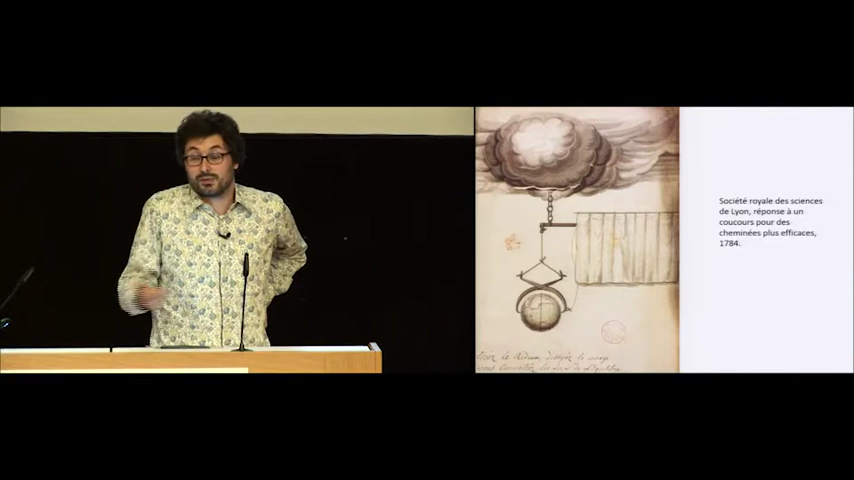 Société royale des sciences
de Lyon, réponse à un
coucours pour des
cheminées plus efficaces,
1784.